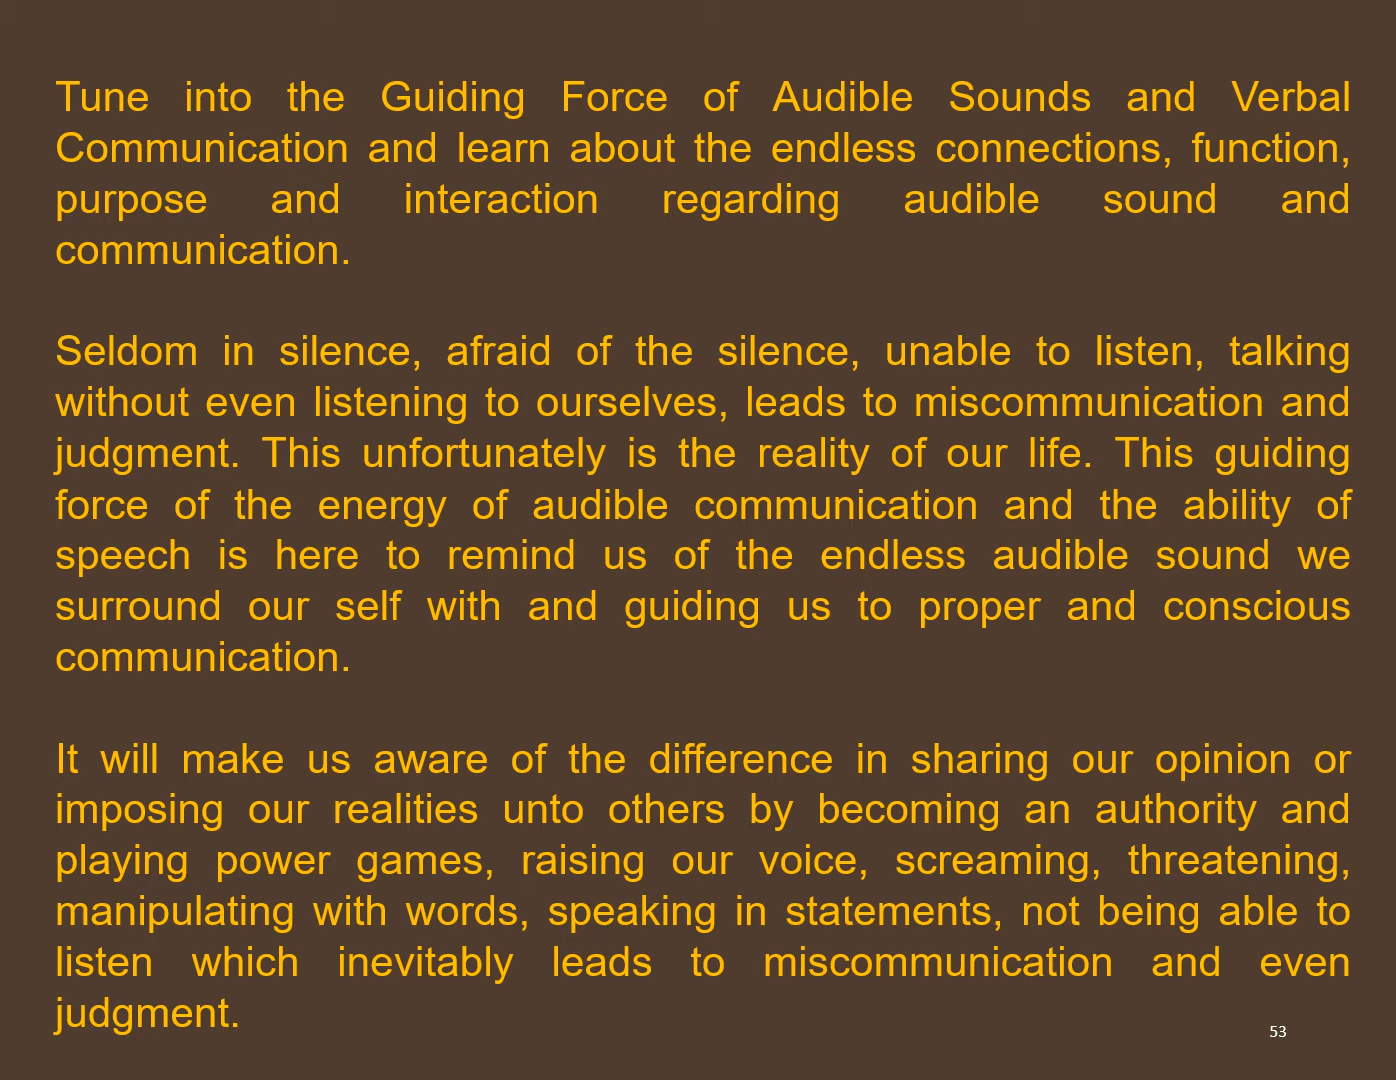 Tune into the Guiding Force of Audible Sounds and Verbal
Communication and learn about the endless connections, function,
purpose and interaction regarding audible sound and
communication.
Seldom in silence, afraid of the silence, unable to listen, talking
without even listening to ourselves, leads to miscommunication and
judgment. This unfortunately is the reality of our life. This guiding
force of the energy of audible communication and the ability of
speech is here to remind us of the endless audible sound we
surround our self with and guiding us to proper and conscious
communication.
It will make us aware of the difference in sharing our opinion or
imposing our realities unto others by becoming an authority and
playing power games, raising our voice, screaming, threatening,
manipulating with words, speaking in statements, not being able to
listen which inevitably leads to miscommunication and even
judgment.
53